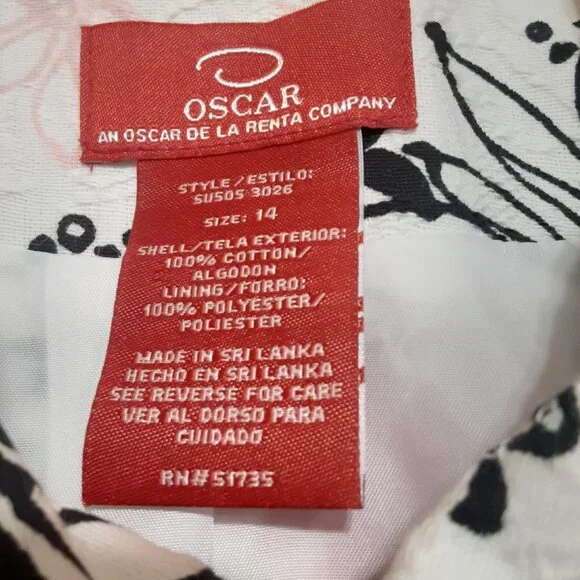 OSCAR
AN OSCAR DE LA RENTA COMPANY
STYLE/ESTILO:
SUSOS 3026
SIZE: 14
SHELL/TELA EXTERIOR:
100% COTTON/
ALGODON
LINING/FORRO:
100% POLYESTER/
POLIESTER
MADE IN SRI LANKA
HECHO EN SRI LANKA
SEE REVERSE FOR CARE
VER AL DORSO PARA
CUIDADO
RN# 51735